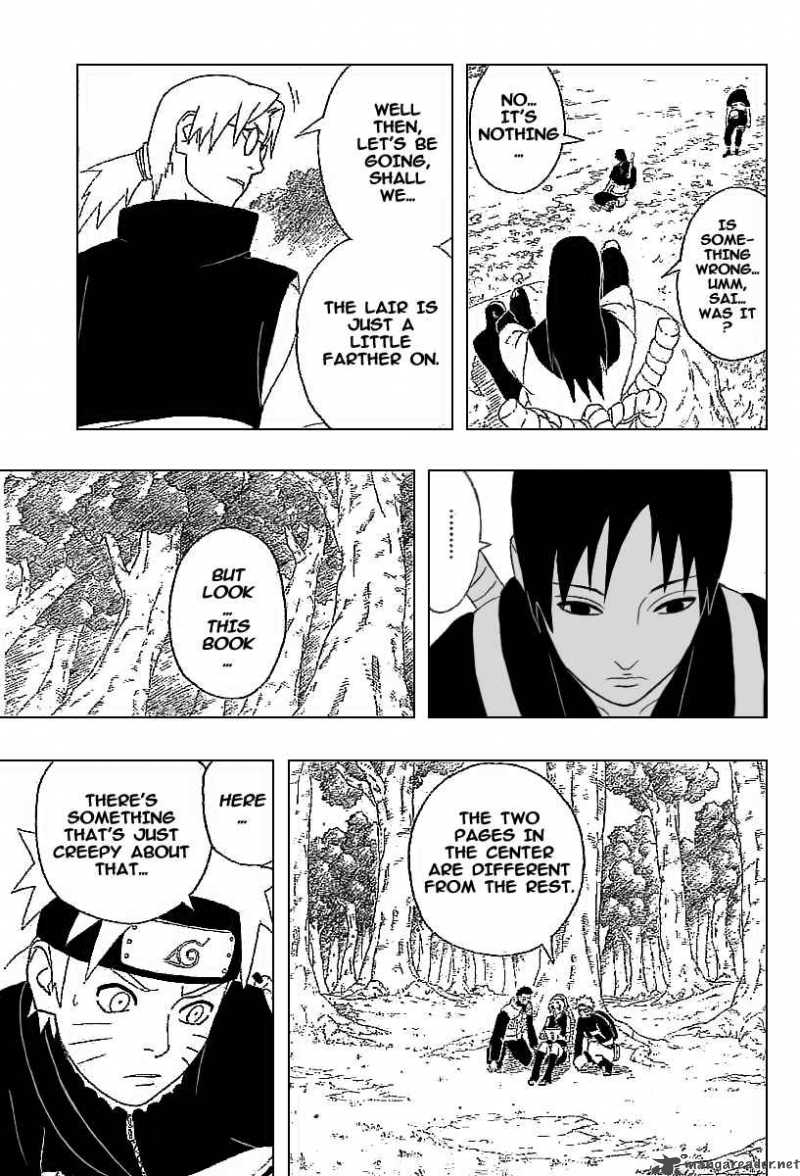 NO...
IT'S
NOTHING
...
IS
SOME-
THING
WRONG...
UMM,
SAI...
WAS IT
?
WELL
THEN,
LET'S BE
GOING,
SHALL
WE...
THE LAIR IS
JUST A
LITTLE
FARTHER ON.
.........
BUT
LOOK
...
THIS
BOOK
...
THE TWO
PAGES IN
THE CENTER
ARE DIFFERENT
FROM THE REST.
HERE
...
THERE'S
SOMETHING
THAT'S JUST
CREEPY ABOUT
THAT...
mangareader.net